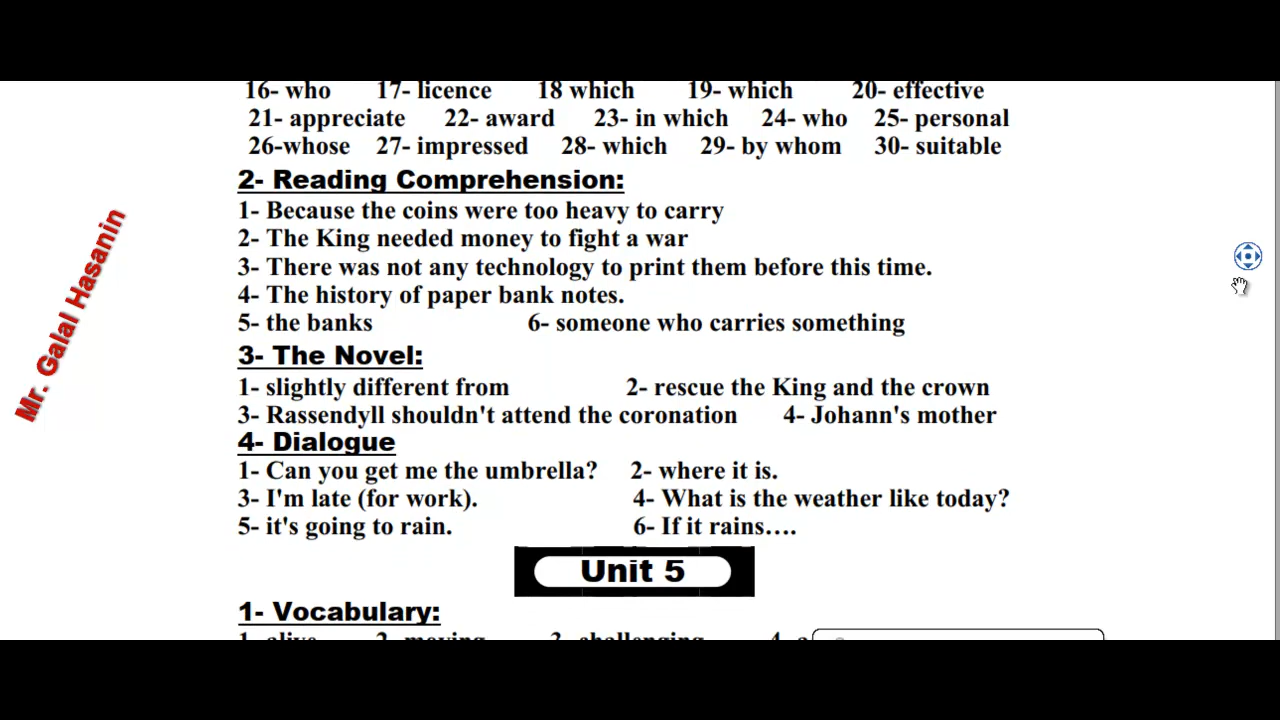 16- who 17- licence 18 which 19- which 20- effective
21- appreciate 22- award 23- in which 24- who 25- personal
26-whose 27- impressed 28- which 29- by whom 30- suitable
2- Reading Comprehension:
1- Because the coins were too heavy to carry
2- The King needed money to fight a war
3- There was not any technology to print them before this time.
4- The history of paper bank notes.
5- the banks 6- someone who carries something
3- The Novel:
1- slightly different from 2- rescue the King and the crown
3- Rassendyll shouldn't attend the coronation 4- Johann's mother
4- Dialogue
1- Can you get me the umbrella? 2- where it is.
3- I'm late (for work). 4- What is the weather like today?
5- it's going to rain. 6- If it rains….
Unit 5
1- Vocabulary:
1- alive 2- moving 3- challenging 4-
Mr. Galal Hasanin